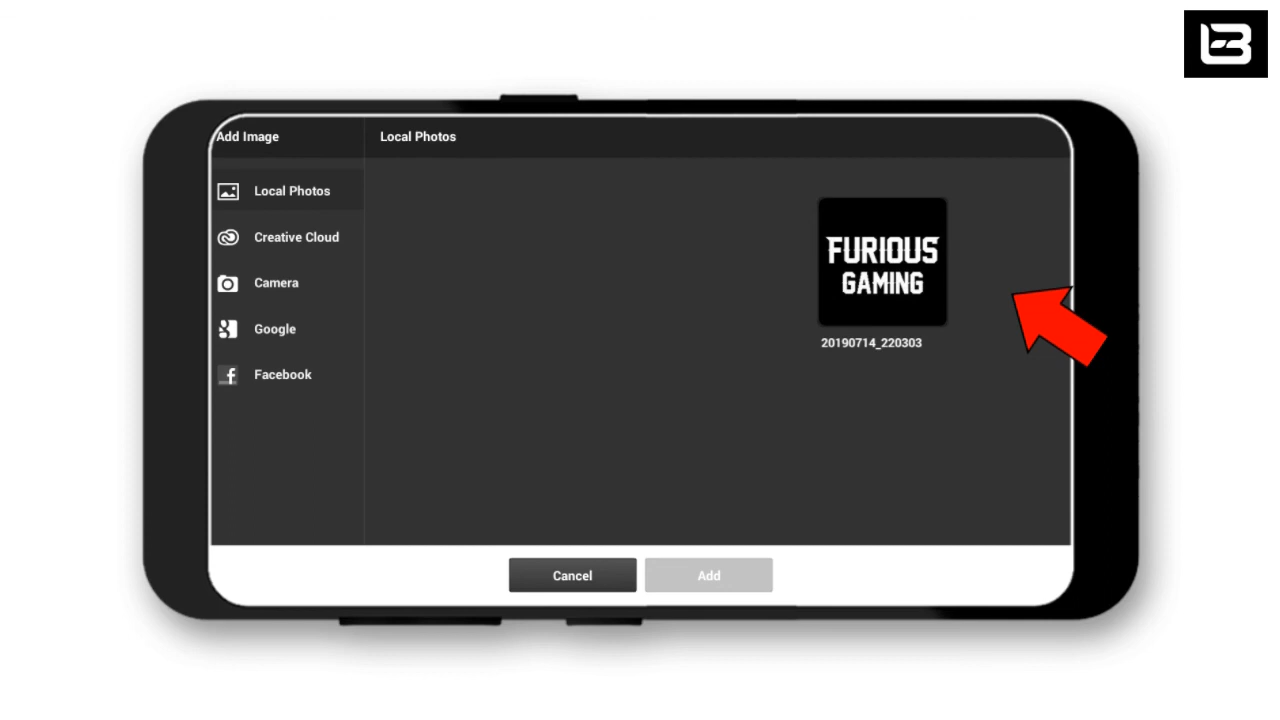 Add Image
Local Photos
Local Photos
Creative Cloud
Camera
Google
Facebook
FURIOUS
GAMING
20190714_220303
Cancel
Add